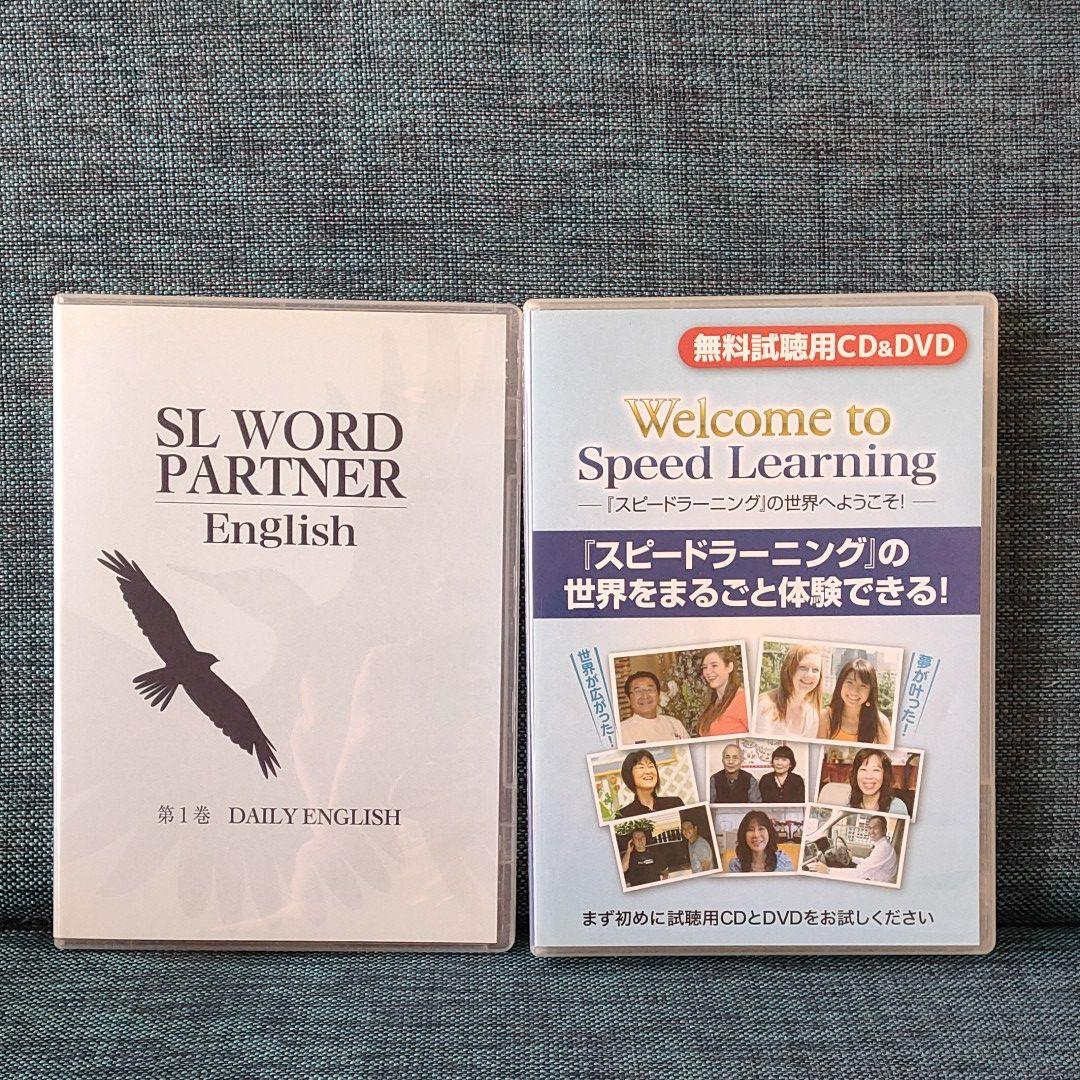 SL WORD
PARTNER
English
第1巻 DAILY ENGLISH
無料試聴用CD&DVD
Welcome to
Speed Learning
『スピードラーニング』の世界へようこそ!
『スピードラーニング』の
世界をまるごと体験できる!
世界が広がった!
夢が叶った!
まず初めに試聴用CDとDVDをお試しください